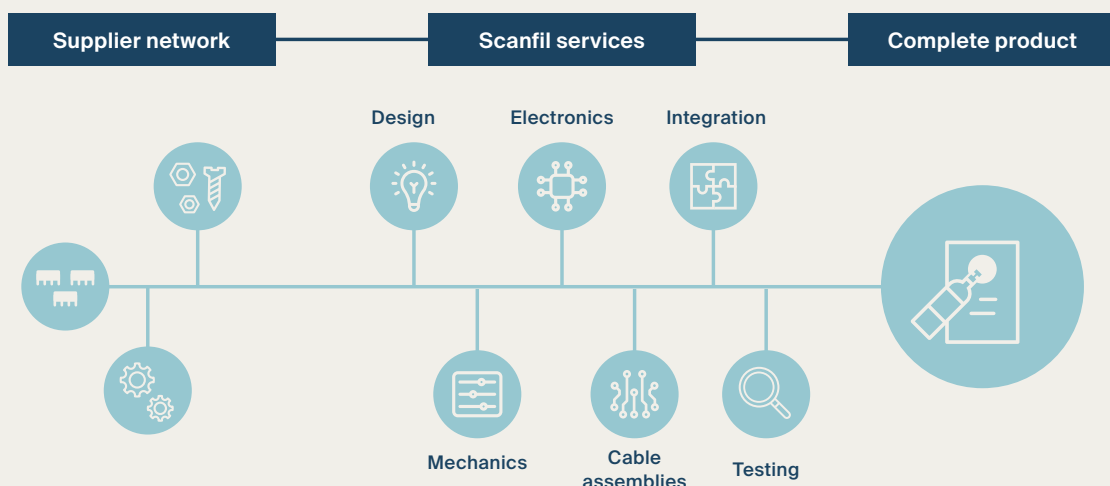 Supplier network
Scanfil services
Complete product
Design
Electronics
Integration
Mechanics
Cable
assemblies
Testing